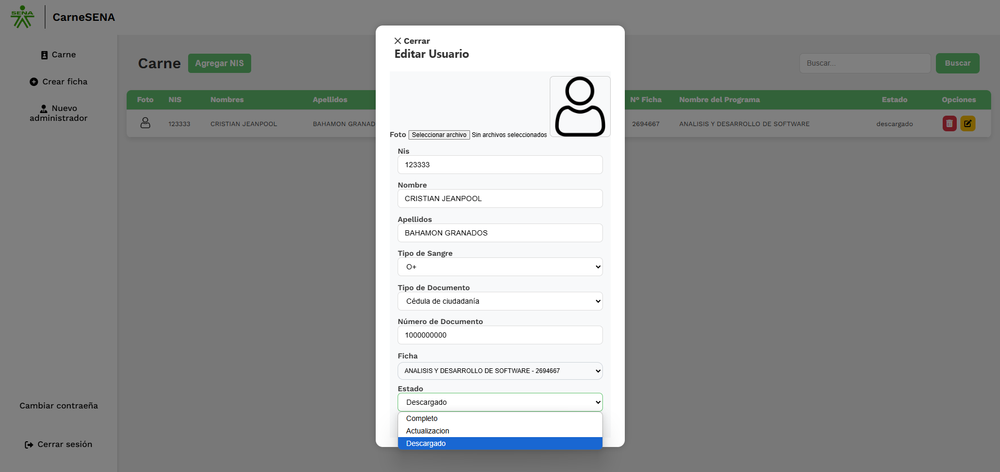 SENA
CarneSENA
Carne
Crear ficha
Nuevo
administrador
Cambiar contraeña
Cerrar sesión
Carne
Agregar NIS
Buscar...
Buscar
Foto NIS Nombres Apellidos Nº Ficha Nombre del Programa Estado Opciones
123333 CRISTIAN JEANPOOL BAHAMON GRANAD 2694667 ANALISIS Y DESARROLLO DE SOFTWARE descargado
Cerrar
Editar Usuario
Foto Seleccionar archivo Sin archivos seleccionados
Nis
123333
Nombre
CRISTIAN JEANPOOL
Apellidos
BAHAMON GRANADOS
Tipo de Sangre
O+
Tipo de Documento
Cédula de ciudadanía
Número de Documento
1000000000
Ficha
ANALISIS Y DESARROLLO DE SOFTWARE - 2694667
Estado
Descargado
Completo
Actualizacion
Descargado